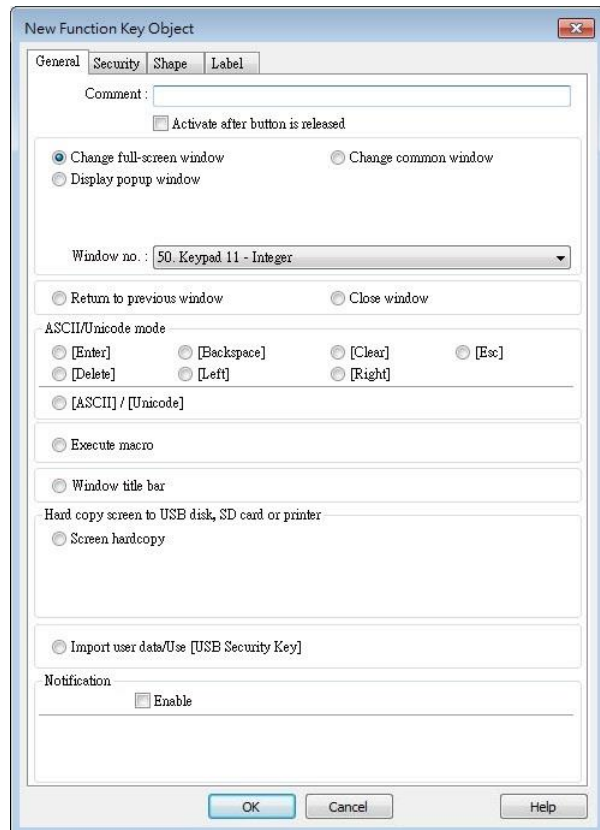 New Function Key Object
General Security Shape Label
Comment :
Activate after button is released
Change full-screen window Change common window
Display popup window
Window no. : 50. Keypad 11 - Integer
Return to previous window Close window
ASCII/Unicode mode
[Enter] [Backspace] [Clear] [Esc]
[Delete] [Left] [Right]
[ASCII] / [Unicode]
Execute macro
Window title bar
Hard copy screen to USB disk, SD card or printer
Screen hardcopy
Import user data/Use [USB Security Key]
Notification
Enable
OK Cancel Help